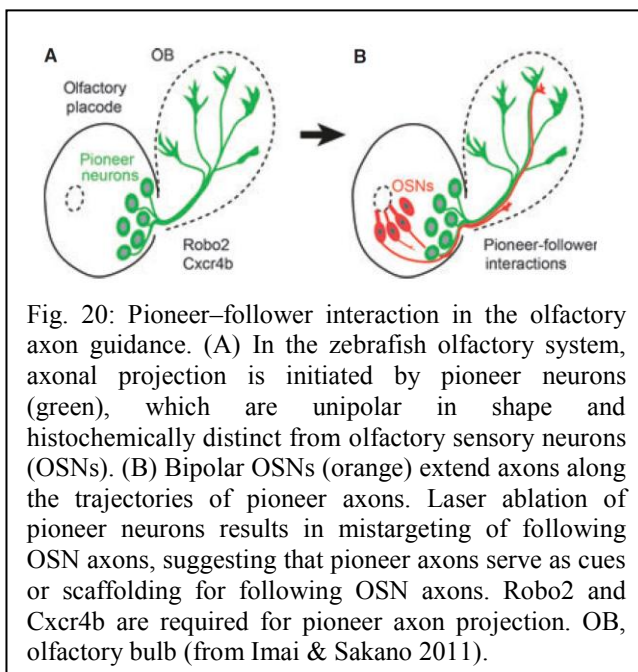 A
OB
B
Olfactory
placode
Pioneer
neurons
OSNs
Robo2
Cxcr4b
Pioneer-follower
interactions
Fig. 20: Pioneer–follower interaction in the olfactory
axon guidance. (A) In the zebrafish olfactory system,
axonal projection is initiated by pioneer neurons
(green), which are unipolar in shape and
histochemically distinct from olfactory sensory neurons
(OSNs). (B) Bipolar OSNs (orange) extend axons along
the trajectories of pioneer axons. Laser ablation of
pioneer neurons results in mistargeting of following
OSN axons, suggesting that pioneer axons serve as cues
or scaffolding for following OSN axons. Robo2 and
Cxcr4b are required for pioneer axon projection. OB,
olfactory bulb (from Imai & Sakano 2011).